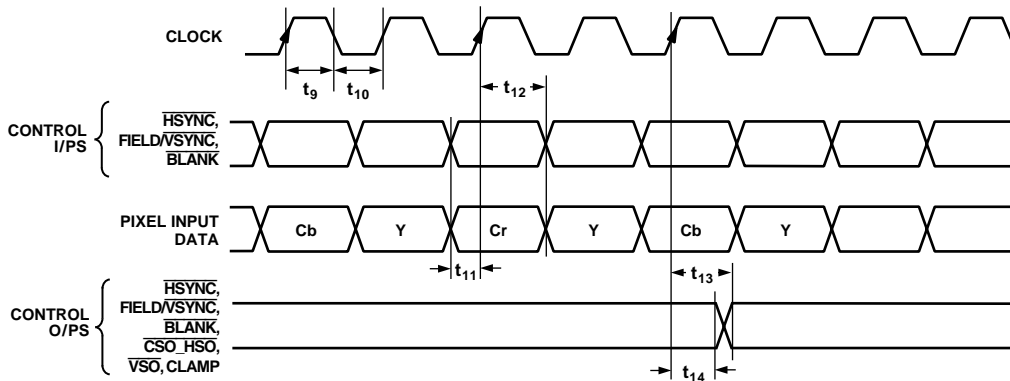 CLOCK
t9
t10
t12
CONTROL
I/PS
HSYNC,
FIELD/VSYNC,
BLANK
PIXEL INPUT
DATA
Cb
Y
Cr
Y
Cb
Y
t11
t13
CONTROL
O/PS
HSYNC,
FIELD/VSYNC,
BLANK,
CSO_HSO,
VSO, CLAMP
t14